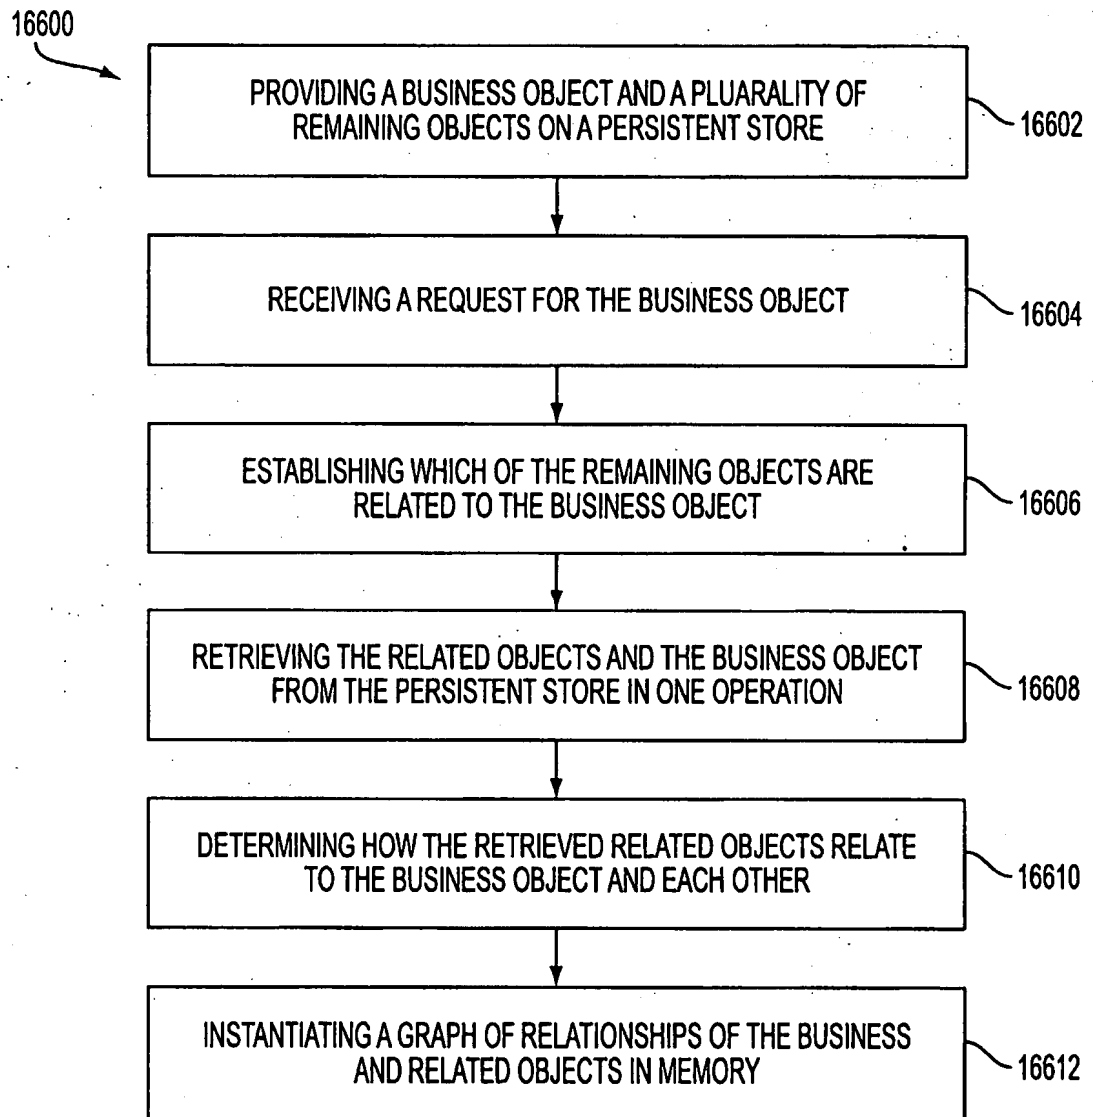 16600
PROVIDING A BUSINESS OBJECT AND A PLUARALITY OF
REMAINING OBJECTS ON A PERSISTENT STORE
16602
RECEIVING A REQUEST FOR THE BUSINESS OBJECT
16604
ESTABLISHING WHICH OF THE REMAINING OBJECTS ARE
RELATED TO THE BUSINESS OBJECT
16606
RETRIEVING THE RELATED OBJECTS AND THE BUSINESS OBJECT
FROM THE PERSISTENT STORE IN ONE OPERATION
16608
DETERMINING HOW THE RETRIEVED RELATED OBJECTS RELATE
TO THE BUSINESS OBJECT AND EACH OTHER
16610
INSTANTIATING A GRAPH OF RELATIONSHIPS OF THE BUSINESS
AND RELATED OBJECTS IN MEMORY
16612